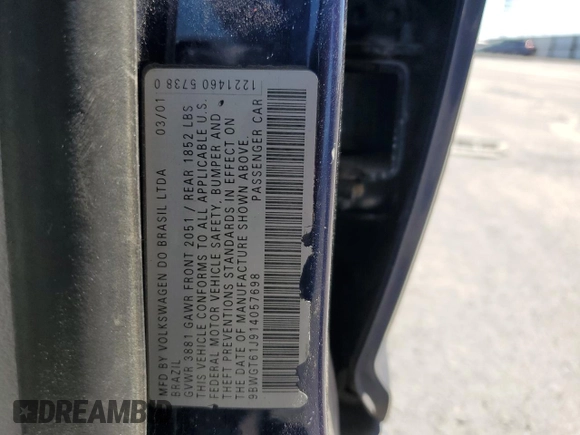 MFD BY VOLKSWAGEN DO BRASIL LTDA 03/01 1221460 5738 0
BRAZIL
GVWR 3881 GAWR FRONT 2051 / REAR 1852 LBS
THIS VEHICLE CONFORMS TO ALL APPLICABLE U.S.
FEDERAL MOTOR VEHICLE SAFETY, BUMPER AND
THEFT PREVENTIONS STANDARDS IN EFFECT ON
THE DATE OF MANUFACTURE SHOWN ABOVE.
9BWGT61J914057698 PASSENGER CAR
DREAMBID